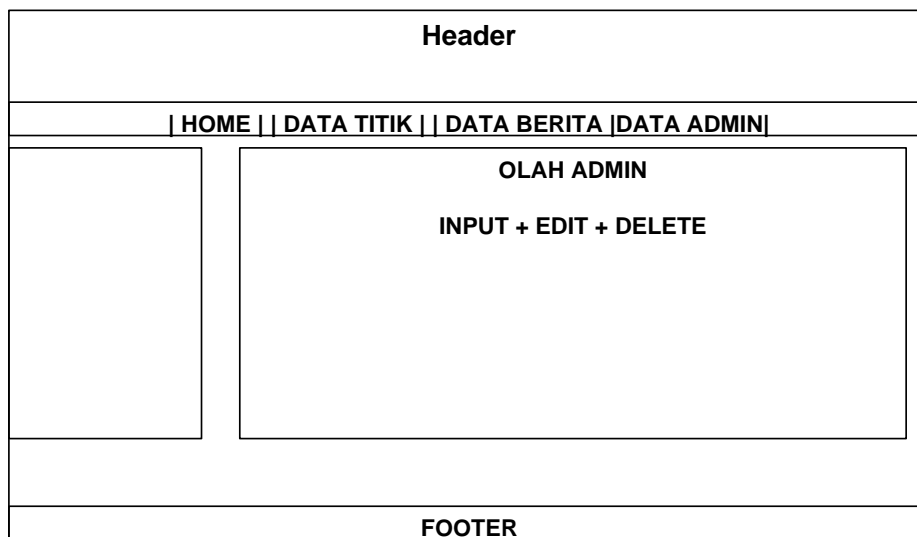 Header
| HOME | | DATA TITIK | | DATA BERITA |DATA ADMIN|
OLAH ADMIN
INPUT + EDIT + DELETE
FOOTER